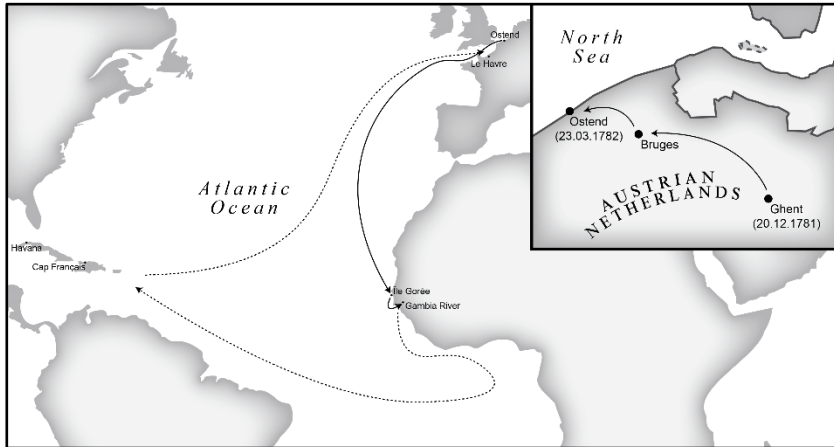 Ostend
Le Havre
Atlantic
Ocean
Havana
Cap Français
Île Gorée
Gambia River
North
Sea
Ostend
(23.03.1782)
Bruges
AUSTRIAN
NETHERLANDS
Ghent
(20.12.1781)